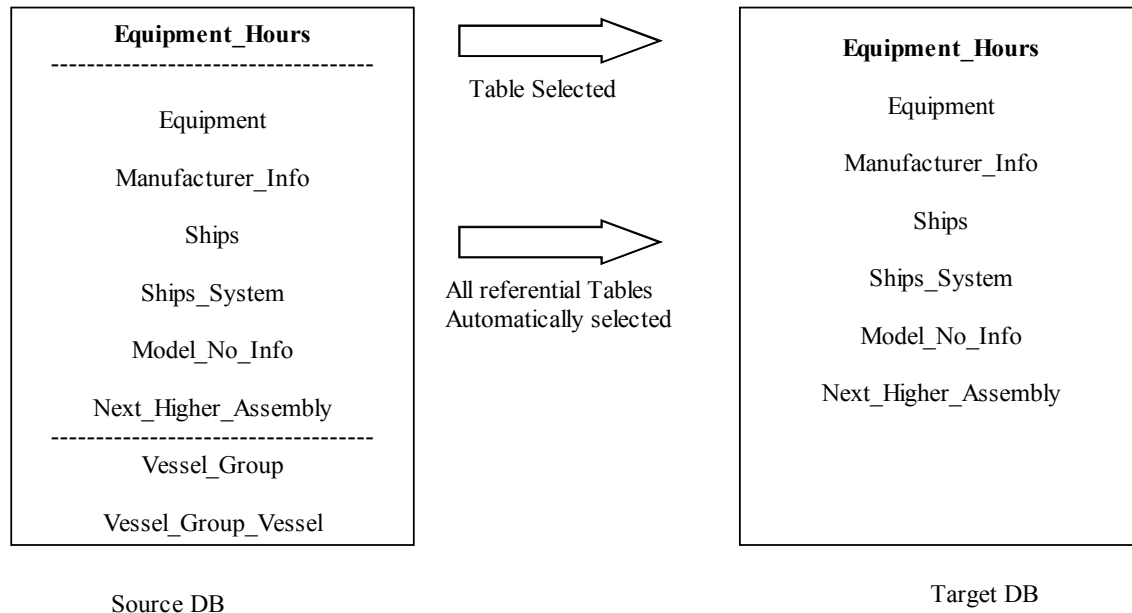 Equipment_Hours
-----------------------------------
Equipment
Manufacturer_Info
Ships
Ships_System
Model_No_Info
Next_Higher_Assembly
-----------------------------------
Vessel_Group
Vessel_Group_Vessel
Source DB
Table Selected
All referential Tables
Automatically selected
Equipment_Hours
Equipment
Manufacturer_Info
Ships
Ships_System
Model_No_Info
Next_Higher_Assembly
Target DB